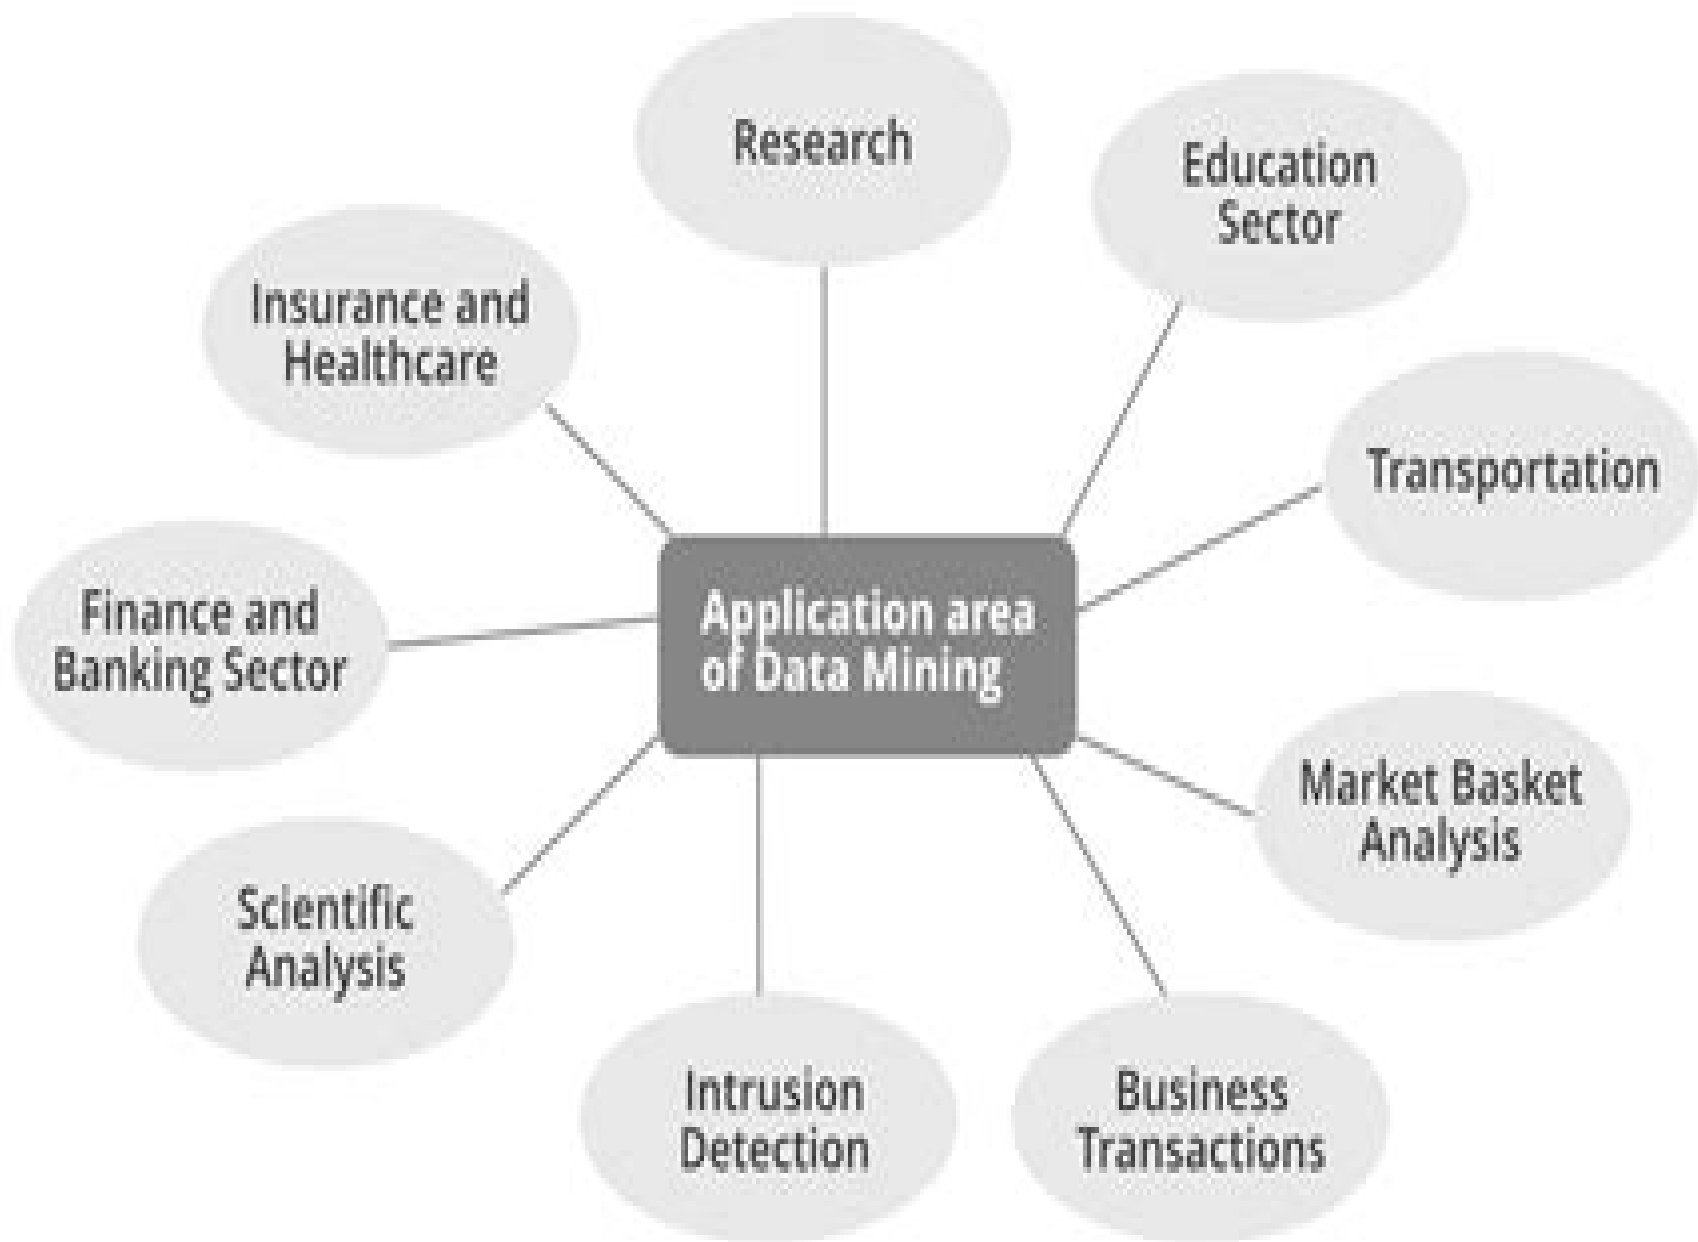 Research
Education
Sector
Insurance and
Healthcare
Transportation
Finance and
Banking Sector
Application area
of Data Mining
Market Basket
Analysis
Scientific
Analysis
Intrusion
Detection
Business
Transactions